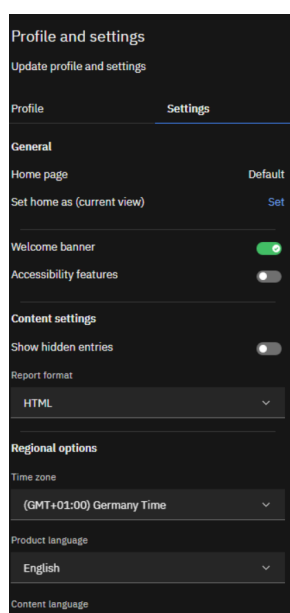 Profile and settings
Update profile and settings
Profile Settings
General
Home page Default
Set home as (current view) Set
Welcome banner
Accessibility features
Content settings
Show hidden entries
Report format
HTML
Regional options
Time zone
(GMT+01:00) Germany Time
Product language
English
Content language